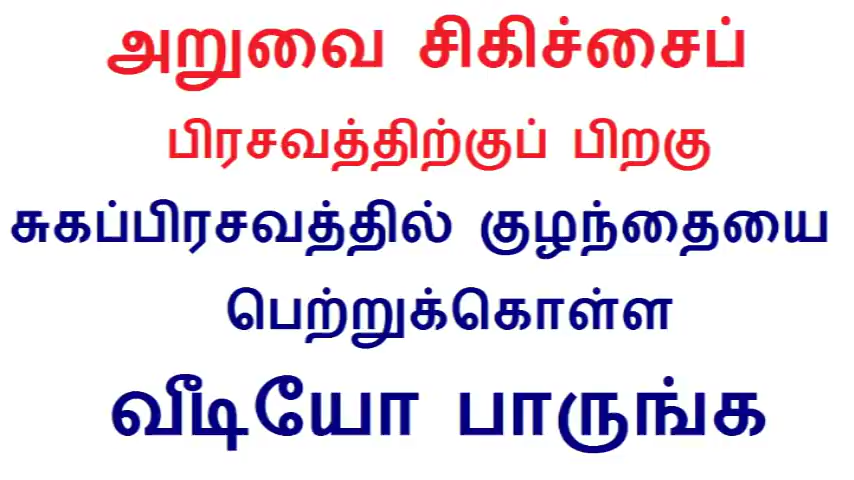 அறுவை சிகிச்சைப்
பிரசவத்திற்குப் பிறகு
சுகப்பிரசவத்தில் குழந்தையை
பெற்றுக்கொள்ள
வீடியோ பாருங்க